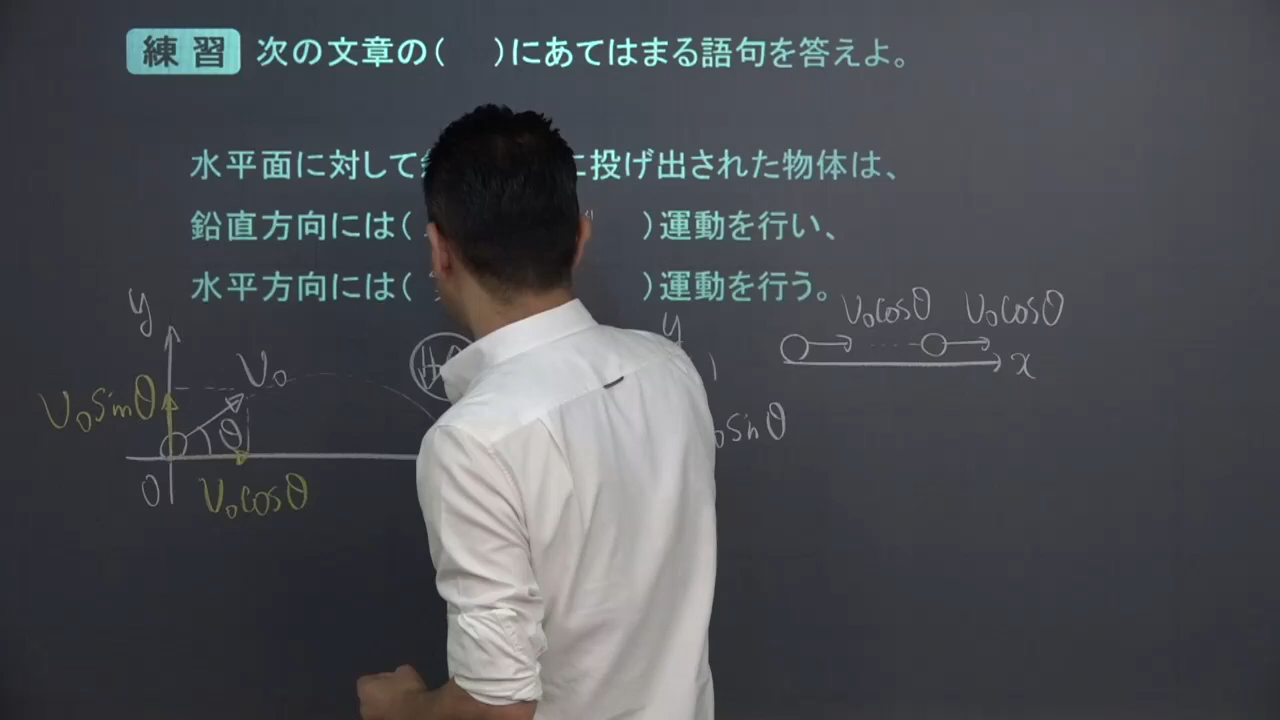 練習 次の文章の( )にあてはまる語句を答えよ。
水平面に対して に投げ出された物体は、
鉛直方向には( )運動を行い、
水平方向には( )運動を行う。
y
v₀
v₀sinθ
θ
0
v₀cosθ
y
₀sinθ
v₀cosθ v₀cosθ
x